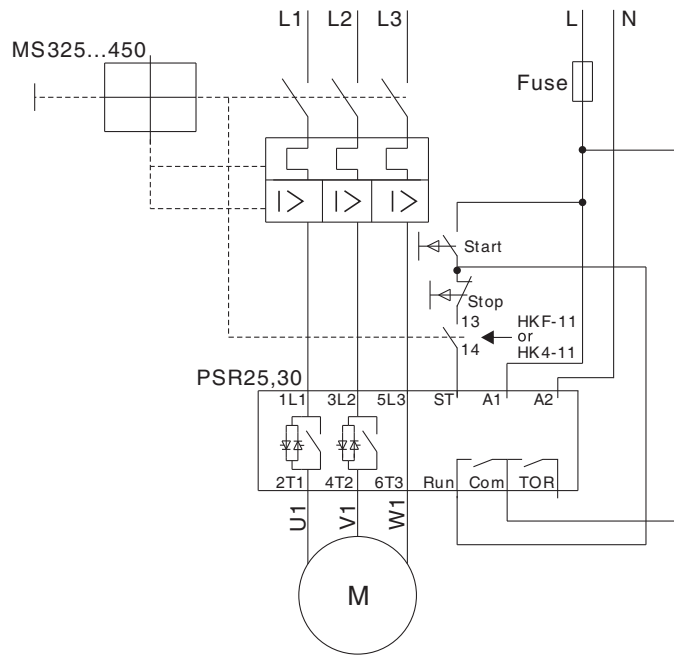 L1 L2 L3 L N
MS325...450
Fuse
I> I> I>
Start
Stop
13 HKF-11
or
14 HK4-11
PSR25,30
1L1 3L2 5L3 ST A1 A2
2T1 4T2 6T3 Run Com TOR
U1 V1 W1
M